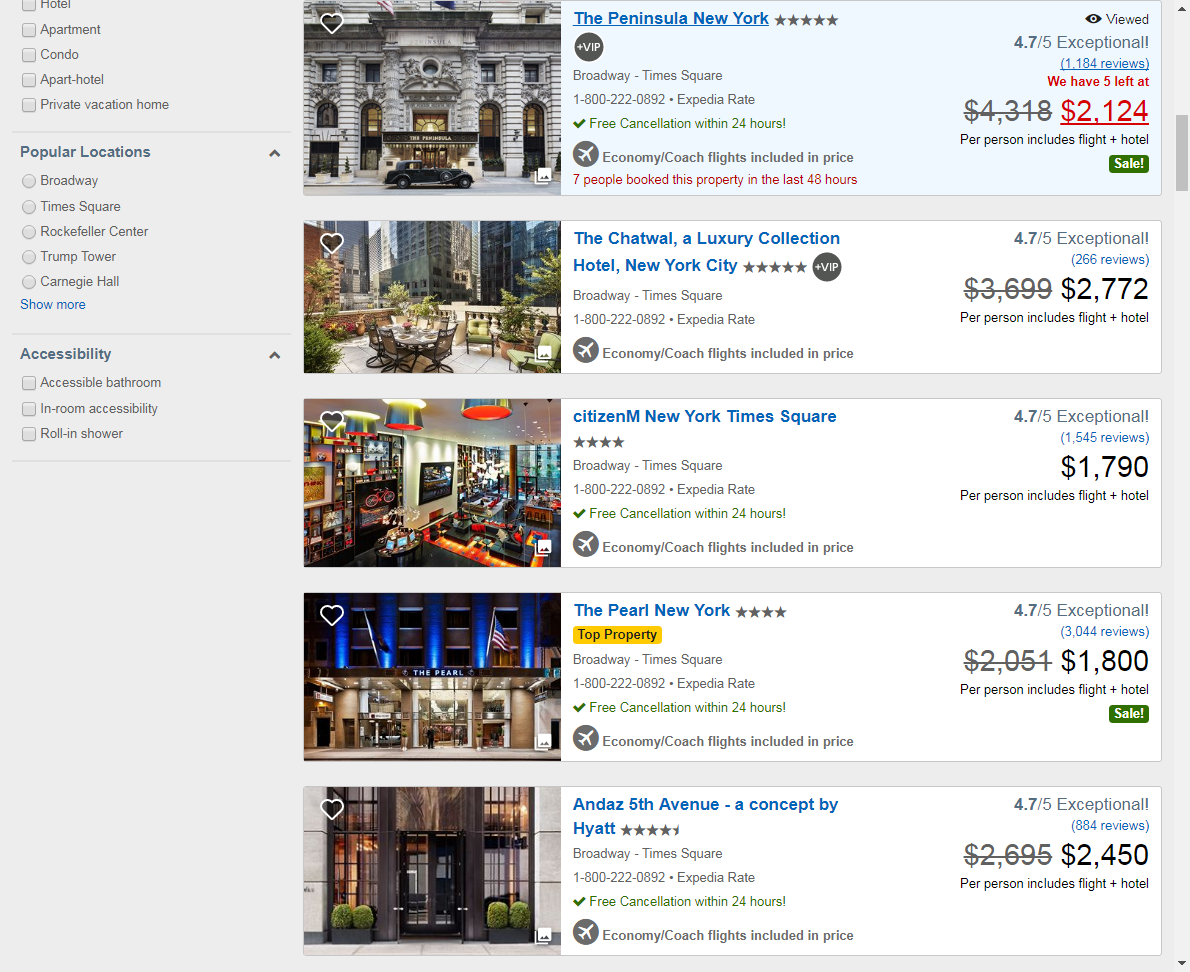 Hotel
Apartment
Condo
Apart-hotel
Private vacation home
Popular Locations
Broadway
Times Square
Rockefeller Center
Trump Tower
Carnegie Hall
Show more
Accessibility
Accessible bathroom
In-room accessibility
Roll-in shower
THE PENINSULA
The Peninsula New York
+VIP
Broadway - Times Square
1-800-222-0892 • Expedia Rate
Free Cancellation within 24 hours!
Economy/Coach flights included in price
7 people booked this property in the last 48 hours
Viewed
4.7/5 Exceptional!
(1,184 reviews)
We have 5 left at
$4,318 $2,124
Per person includes flight + hotel
Sale!
The Chatwal, a Luxury Collection
Hotel, New York City +VIP
Broadway - Times Square
1-800-222-0892 • Expedia Rate
Economy/Coach flights included in price
4.7/5 Exceptional!
(266 reviews)
$3,699 $2,772
Per person includes flight + hotel
citizenM New York Times Square
Broadway - Times Square
1-800-222-0892 • Expedia Rate
Free Cancellation within 24 hours!
Economy/Coach flights included in price
4.7/5 Exceptional!
(1,545 reviews)
$1,790
Per person includes flight + hotel
THE PEARL
The Pearl New York
Top Property
Broadway - Times Square
1-800-222-0892 • Expedia Rate
Free Cancellation within 24 hours!
Economy/Coach flights included in price
4.7/5 Exceptional!
(3,044 reviews)
$2,051 $1,800
Per person includes flight + hotel
Sale!
Andaz 5th Avenue - a concept by
Hyatt
Broadway - Times Square
1-800-222-0892 • Expedia Rate
Free Cancellation within 24 hours!
Economy/Coach flights included in price
4.7/5 Exceptional!
(884 reviews)
$2,695 $2,450
Per person includes flight + hotel